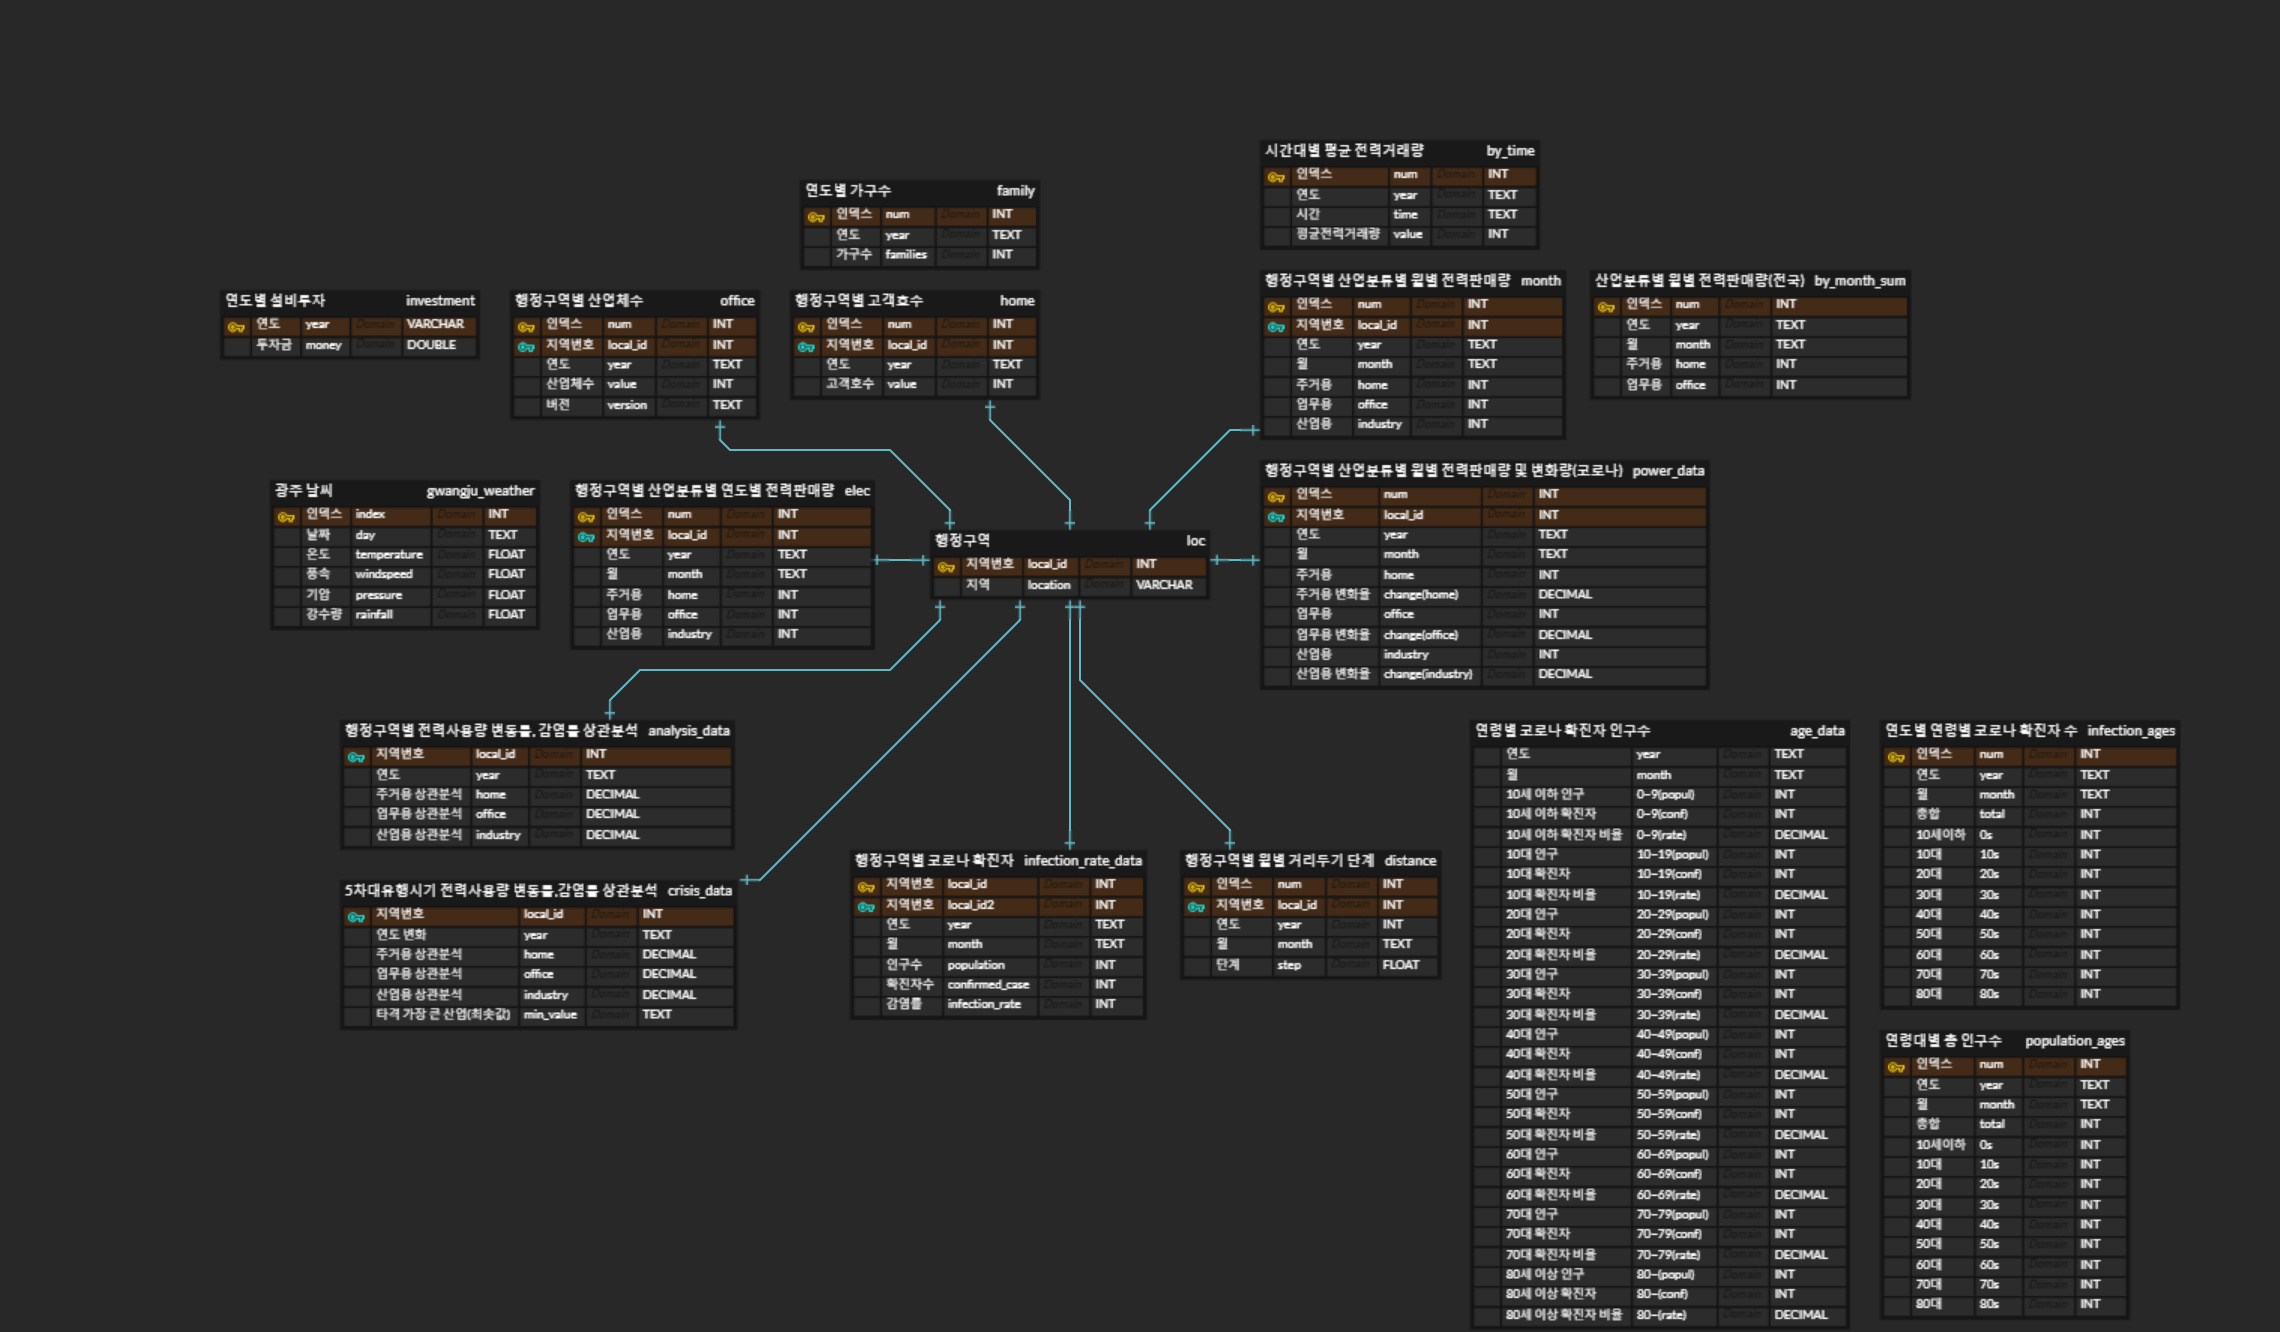 시간대별 평균 전력거래량 by_time
인덱스 num Domain INT
연도 year Domain TEXT
시간 time Domain TEXT
평균전력거래량 value Domain INT
연도별 가구수 family
인덱스 num Domain INT
연도 year Domain TEXT
가구수 families Domain INT
연도별 설비투자 investment
연도 year Domain VARCHAR
투자금 money Domain DOUBLE
행정구역별 산업체수 office
인덱스 num Domain INT
지역번호 local_id Domain INT
연도 year Domain TEXT
산업체수 value Domain INT
버전 version Domain TEXT
행정구역별 고객호수 home
인덱스 num Domain INT
지역번호 local_id Domain INT
연도 year Domain TEXT
고객호수 value Domain INT
행정구역별 산업분류별 월별 전력판매량 month
인덱스 num Domain INT
지역번호 local_id Domain INT
연도 year Domain TEXT
월 month Domain TEXT
주거용 home Domain INT
업무용 office Domain INT
산업용 industry Domain INT
산업분류별 월별 전력판매량(전국) by_month_sum
인덱스 num Domain INT
연도 year Domain TEXT
월 month Domain TEXT
주거용 home Domain INT
업무용 office Domain INT
광주 날씨 gwangju_weather
인덱스 index Domain INT
날짜 day Domain TEXT
온도 temperature Domain FLOAT
풍속 windspeed Domain FLOAT
기압 pressure Domain FLOAT
강수량 rainfall Domain FLOAT
행정구역별 산업분류별 연도별 전력판매량 elec
인덱스 num Domain INT
지역번호 local_id Domain INT
연도 year Domain TEXT
월 month Domain TEXT
주거용 home Domain INT
업무용 office Domain INT
산업용 industry Domain INT
행정구역 loc
지역번호 local_id Domain INT
지역 location Domain VARCHAR
행정구역별 산업분류별 월별 전력판매량 및 변화량(코로나) power_data
인덱스 num Domain INT
지역번호 local_id Domain INT
연도 year Domain TEXT
월 month Domain TEXT
주거용 home Domain INT
주거용 변화율 change(home) Domain DECIMAL
업무용 office Domain INT
업무용 변화율 change(office) Domain DECIMAL
산업용 industry Domain INT
산업용 변화율 change(industry) Domain DECIMAL
행정구역별 전력사용량 변동률, 감염률 상관분석 analysis_data
지역번호 local_id Domain INT
연도 year Domain TEXT
주거용 상관분석 home Domain DECIMAL
업무용 상관분석 office Domain DECIMAL
산업용 상관분석 industry Domain DECIMAL
5차대유행시기 전력사용량 변동률,감염률 상관분석 crisis_data
지역번호 local_id Domain INT
연도 변화 year Domain TEXT
주거용 상관분석 home Domain DECIMAL
업무용 상관분석 office Domain DECIMAL
산업용 상관분석 industry Domain DECIMAL
타격 가장 큰 산업(최솟값) min_value Domain TEXT
행정구역별 코로나 확진자 infection_rate_data
지역번호 local_id Domain INT
지역번호 local_id2 Domain INT
연도 year Domain TEXT
월 month Domain TEXT
인구수 population Domain INT
확진자수 confirmed_case Domain INT
감염률 infection_rate Domain INT
행정구역별 월별 거리두기 단계 distance
인덱스 num Domain INT
지역번호 local_id Domain INT
연도 year Domain INT
월 month Domain TEXT
단계 step Domain FLOAT
연령별 코로나 확진자 인구수 age_data
연도 year Domain TEXT
월 month Domain TEXT
10세 이하 인구 0-9(popul) Domain INT
10세 이하 확진자 0-9(conf) Domain INT
10세 이하 확진자 비율 0-9(rate) Domain DECIMAL
10대 인구 10-19(popul) Domain INT
10대 확진자 10-19(conf) Domain INT
10대 확진자 비율 10-19(rate) Domain DECIMAL
20대 인구 20-29(popul) Domain INT
20대 확진자 20-29(conf) Domain INT
20대 확진자 비율 20-29(rate) Domain DECIMAL
30대 인구 30-39(popul) Domain INT
30대 확진자 30-39(conf) Domain INT
30대 확진자 비율 30-39(rate) Domain DECIMAL
40대 인구 40-49(popul) Domain INT
40대 확진자 40-49(conf) Domain INT
40대 확진자 비율 40-49(rate) Domain DECIMAL
50대 인구 50-59(popul) Domain INT
50대 확진자 50-59(conf) Domain INT
50대 확진자 비율 50-59(rate) Domain DECIMAL
60대 인구 60-69(popul) Domain INT
60대 확진자 60-69(conf) Domain INT
60대 확진자 비율 60-69(rate) Domain DECIMAL
70대 인구 70-79(popul) Domain INT
70대 확진자 70-79(conf) Domain INT
70대 확진자 비율 70-79(rate) Domain DECIMAL
80세 이상 인구 80-(popul) Domain INT
80세 이상 확진자 80-(conf) Domain INT
80세 이상 확진자 비율 80-(rate) Domain DECIMAL
연도별 연령별 코로나 확진자 수 infection_ages
인덱스 num Domain INT
연도 year Domain TEXT
월 month Domain TEXT
총합 total Domain INT
10세이하 0s Domain INT
10대 10s Domain INT
20대 20s Domain INT
30대 30s Domain INT
40대 40s Domain INT
50대 50s Domain INT
60대 60s Domain INT
70대 70s Domain INT
80대 80s Domain INT
연령대별 총 인구수 population_ages
인덱스 num Domain INT
연도 year Domain TEXT
월 month Domain TEXT
총합 total Domain INT
10세이하 0s Domain INT
10대 10s Domain INT
20대 20s Domain INT
30대 30s Domain INT
40대 40s Domain INT
50대 50s Domain INT
60대 60s Domain INT
70대 70s Domain INT
80대 80s Domain INT